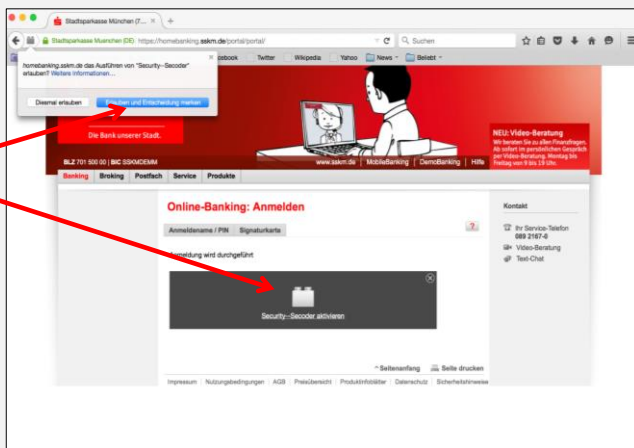 Stadtsparkasse München (7...
Stadtsparkasse Muenchen (DE) https://homebanking.sskm.de/portal/portal/
Suchen
cebook Twitter Wikipedia Yahoo News Beliebt
homebanking.sskm.de das Ausführen von "Security--Secoder"
erlauben? Weitere Informationen...
Diesmal erlauben Erlauben und Entscheidung merken
Die Bank unserer Stadt.
NEU: Video-Beratung
Wir beraten Sie zu allen Finanzfragen.
Ab sofort im persönlichen Gespräch
per Video-Beratung. Montag bis
Freitag von 9 bis 19 Uhr.
BLZ 701 500 00 | BIC SSKMDEMM
www.sskm.de | MobileBanking | DemoBanking | Hilfe
Banking Broking Postfach Service Produkte
Online-Banking: Anmelden
Kontakt
Anmeldename / PIN Signaturkarte
?
Ihr Service-Telefon
089 2167-0
Video-Beratung
Text-Chat
Anmeldung wird durchgeführt
Security--Secoder aktivieren
Seitenanfang Seite drucken
Impressum Nutzungsbedingungen AGB Preisübersicht Produktinfoblätter Datenschutz Sicherheitshinweise